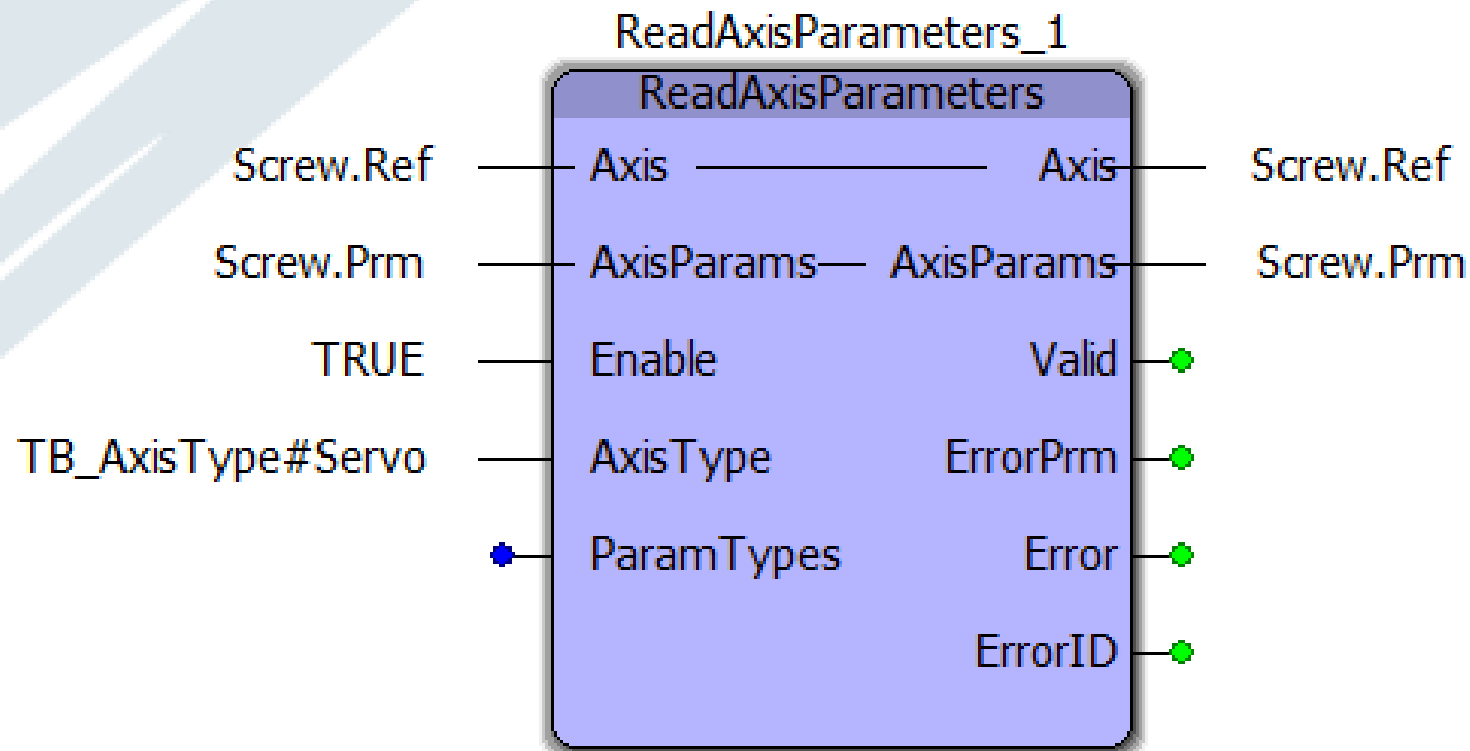 ReadAxisParameters_1
ReadAxisParameters
Screw.Ref Axis Axis Screw.Ref
Screw.Prm AxisParams AxisParams Screw.Prm
TRUE Enable Valid
TB_AxisType#Servo AxisType ErrorPrm
ParamTypes Error
ErrorID